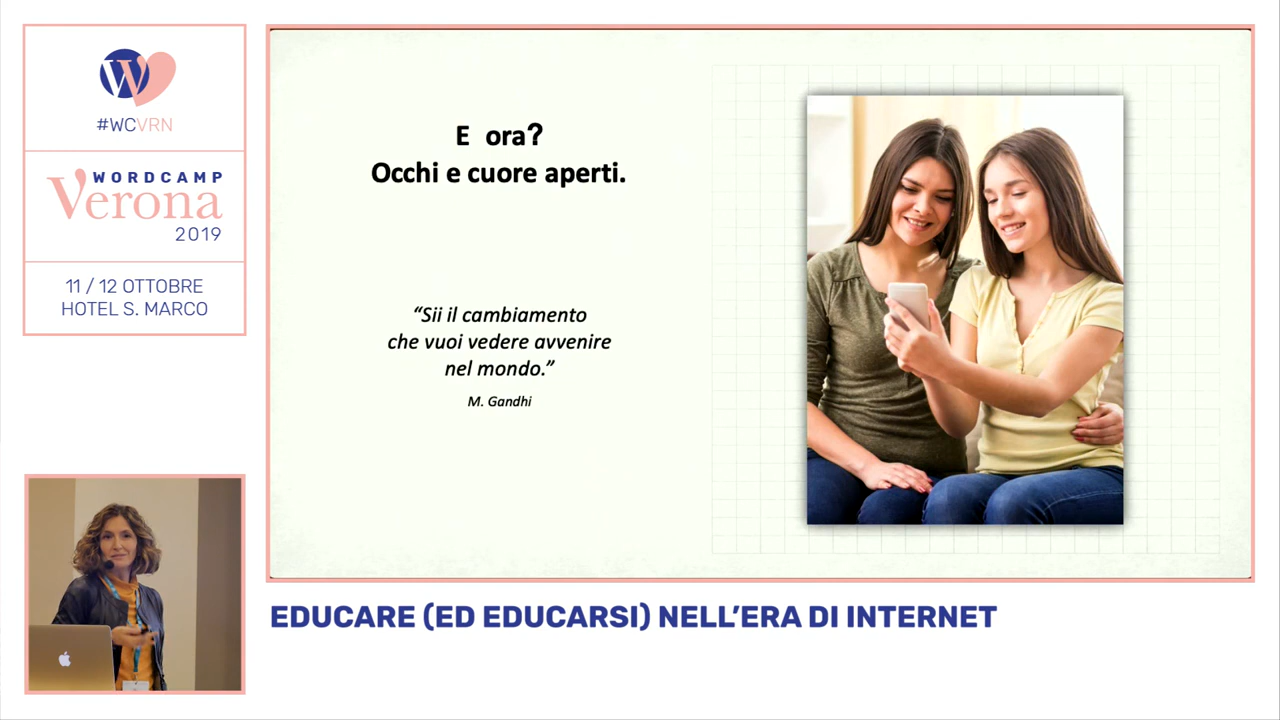 #WCVRN
WORDCAMP
Verona
2019
11 / 12 OTTOBRE
HOTEL S. MARCO
E ora?
Occhi e cuore aperti.
“Sii il cambiamento
che vuoi vedere avvenire
nel mondo.”
M. Gandhi
EDUCARE (ED EDUCARSI) NELL’ERA DI INTERNET